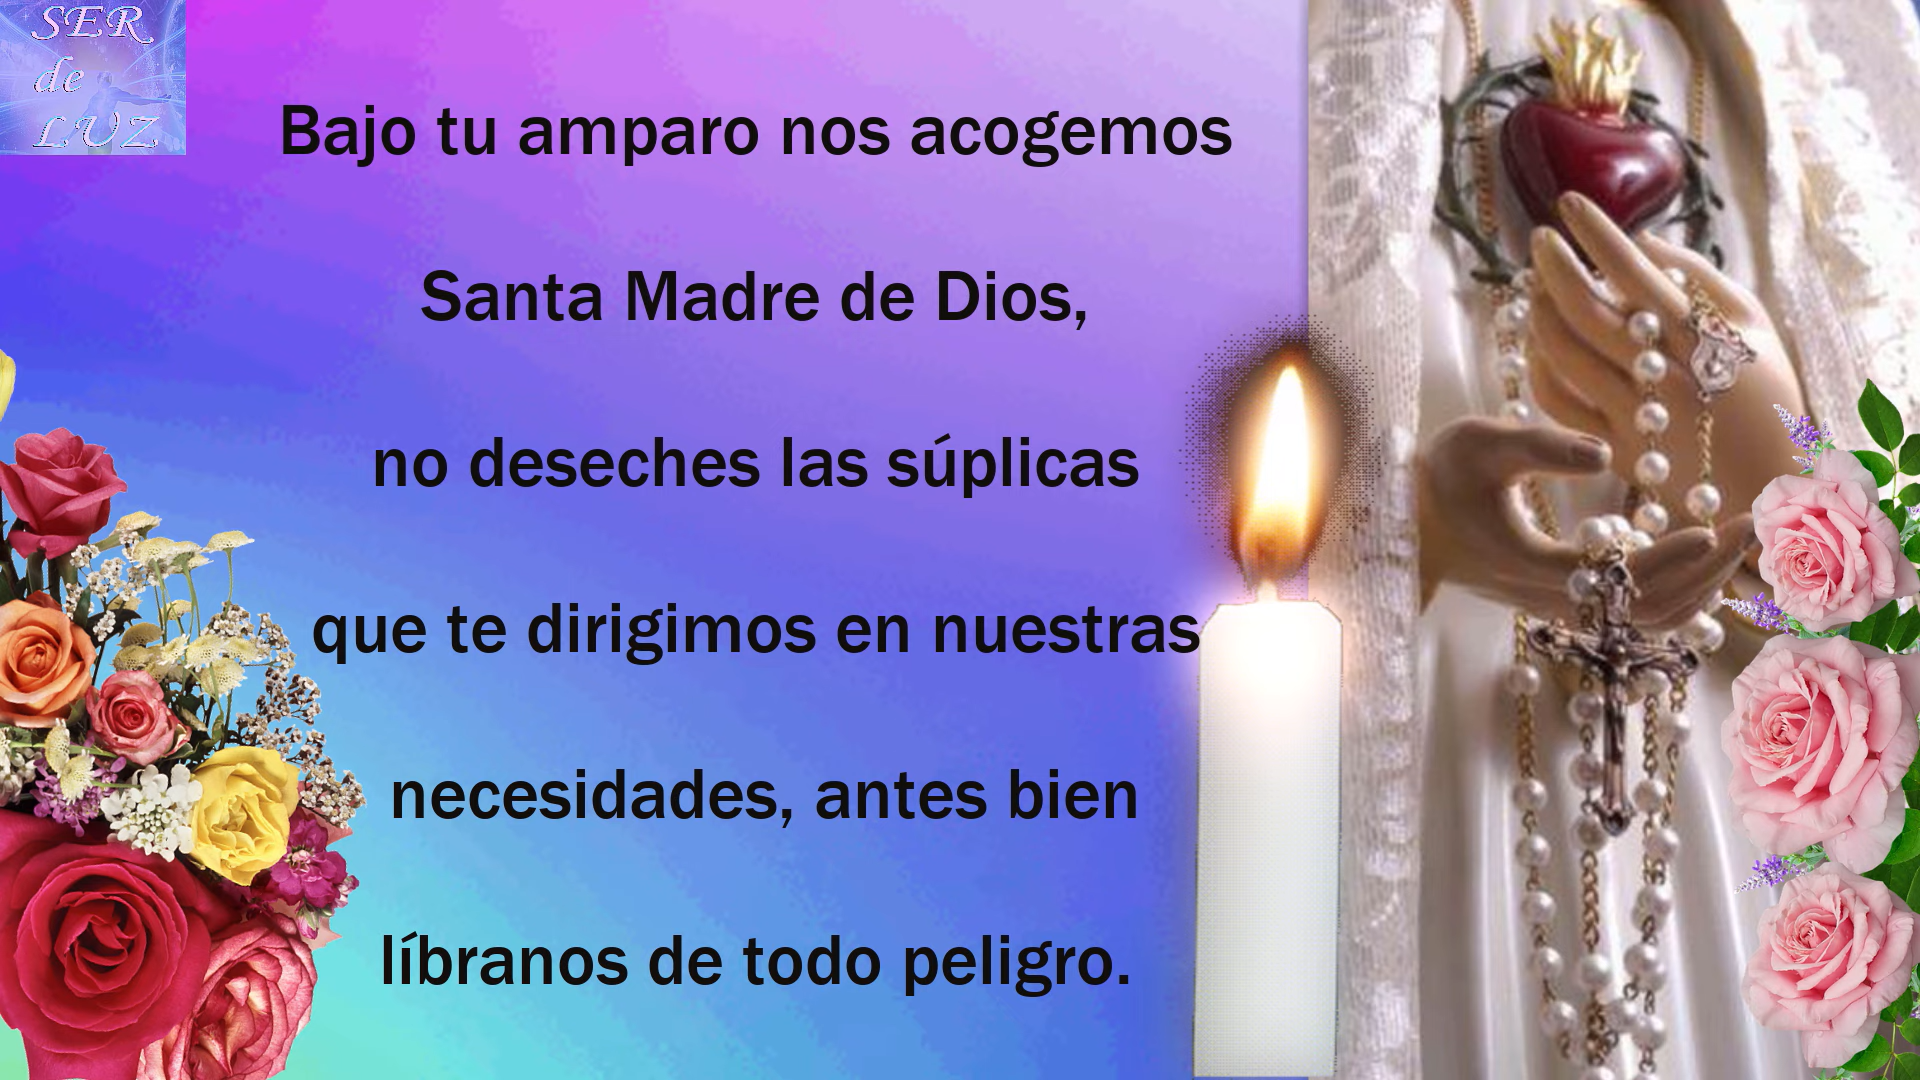 SER
de
LUZ
Bajo tu amparo nos acogemos
Santa Madre de Dios,
no deseches las súplicas
que te dirigimos en nuestras
necesidades, antes bien
líbranos de todo peligro.